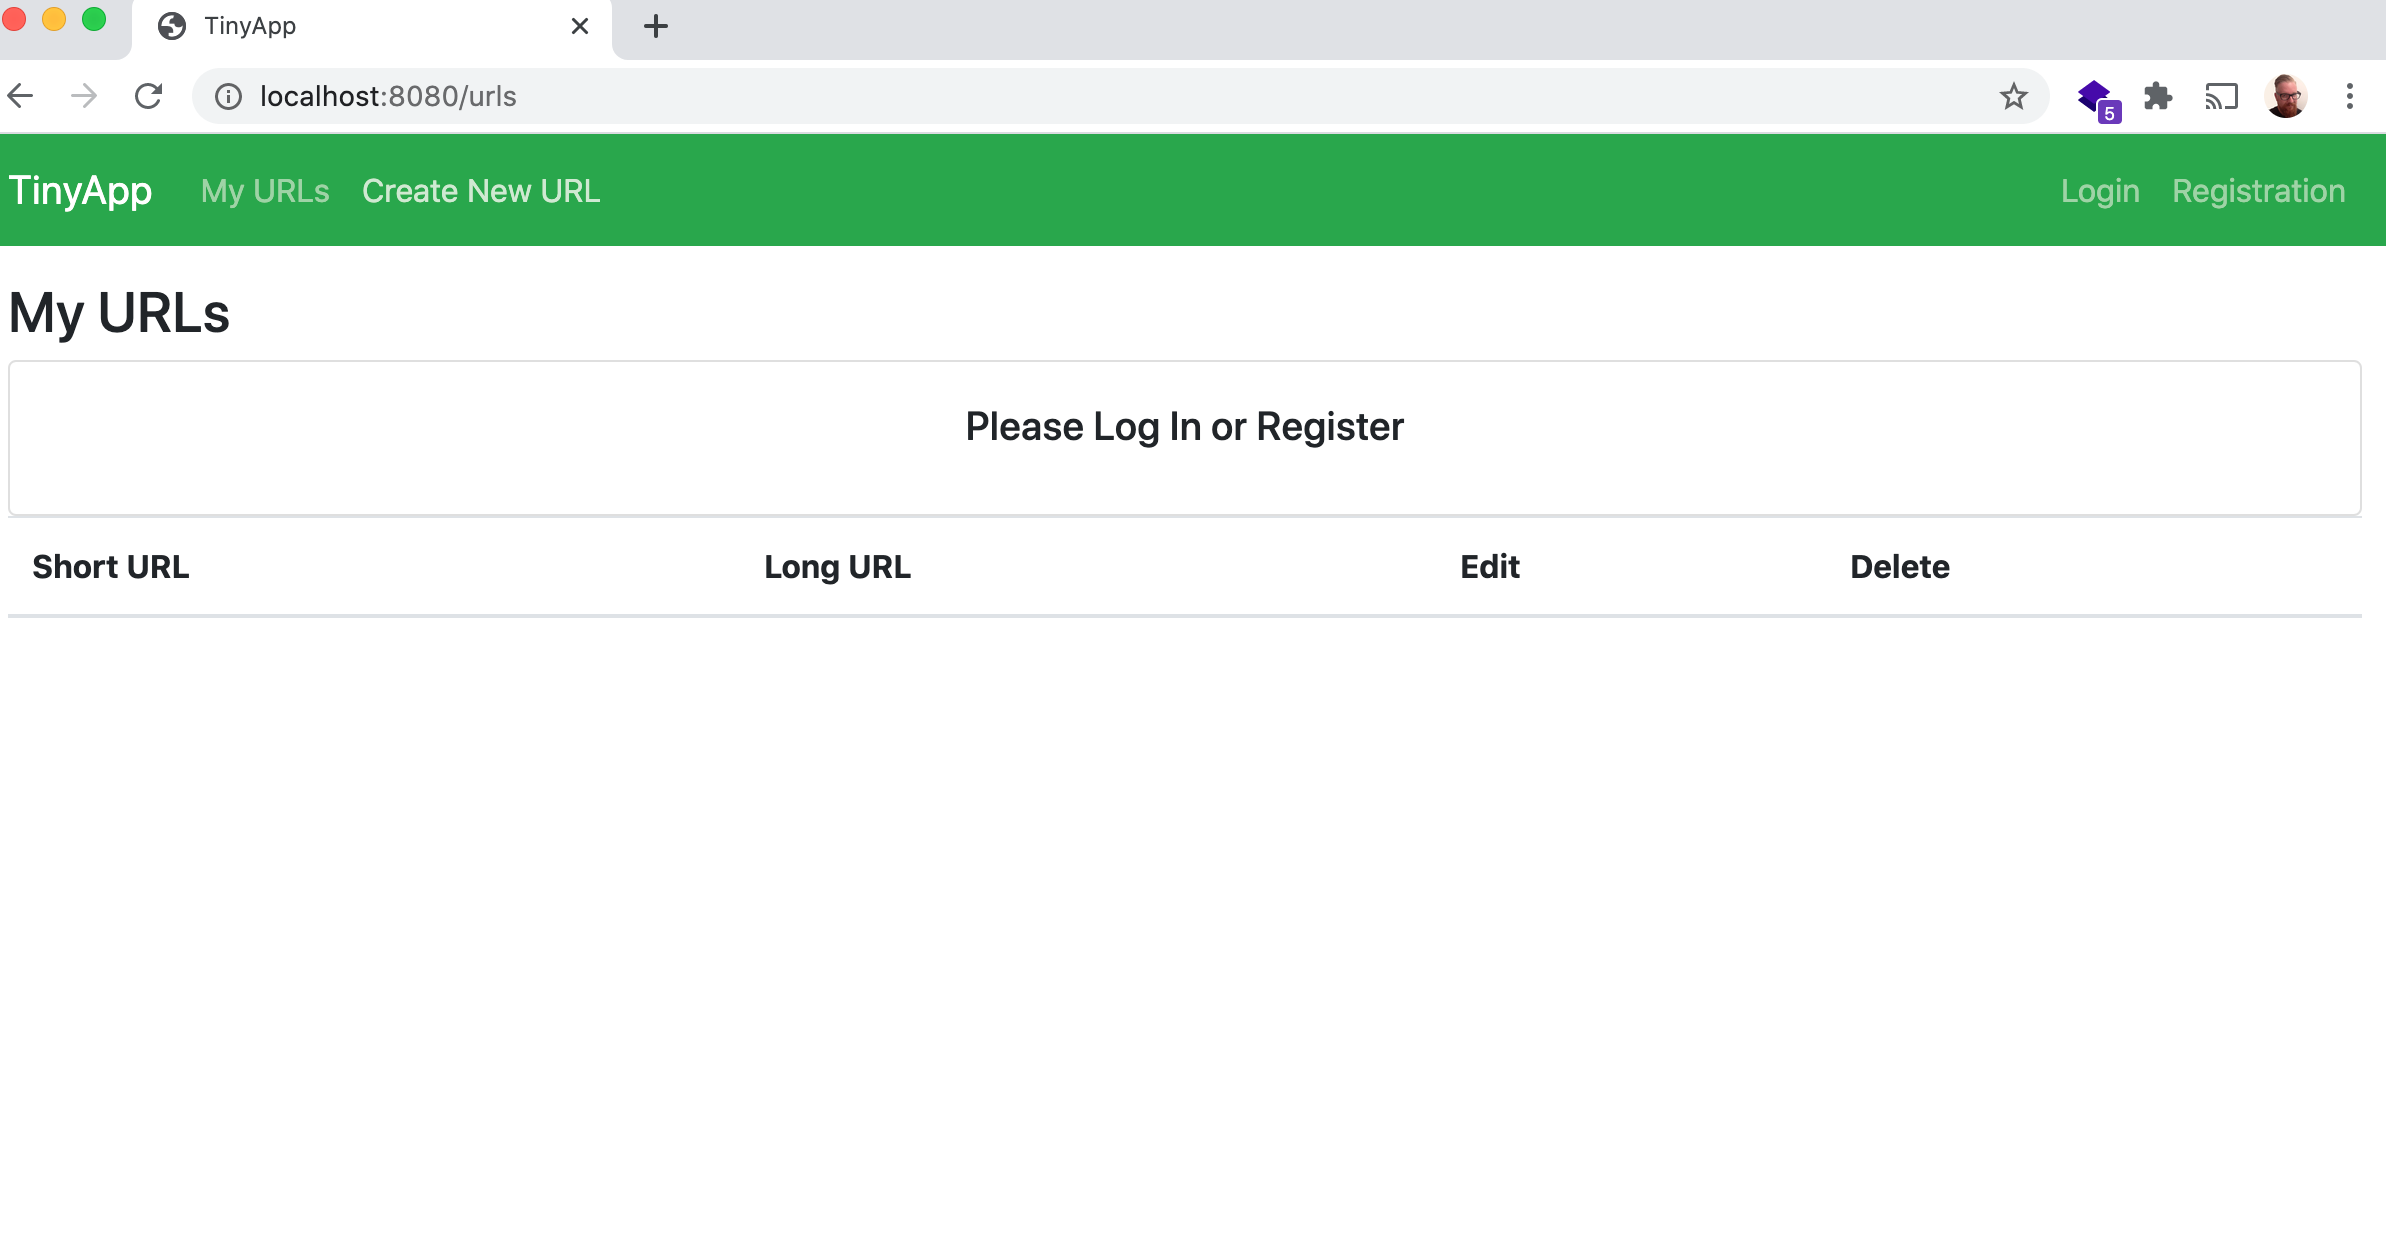 TinyApp
localhost:8080/urls
5
TinyApp My URLs Create New URL Login Registration
My URLs
Please Log In or Register
Short URL Long URL Edit Delete